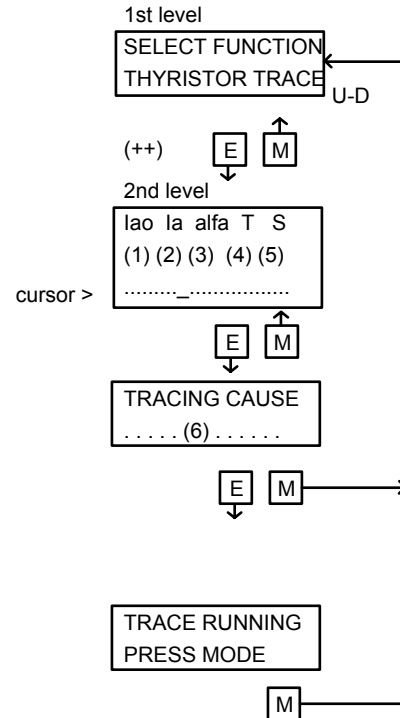 1st level
SELECT FUNCTION
THYRISTOR TRACE
U-D
(++) E M
2nd level
Iao Ia alfa T S
(1) (2) (3) (4) (5)
cursor > ........._.................
E M
TRACING CAUSE
. . . . . (6) . . . . . .
E M
TRACE RUNNING
PRESS MODE
M